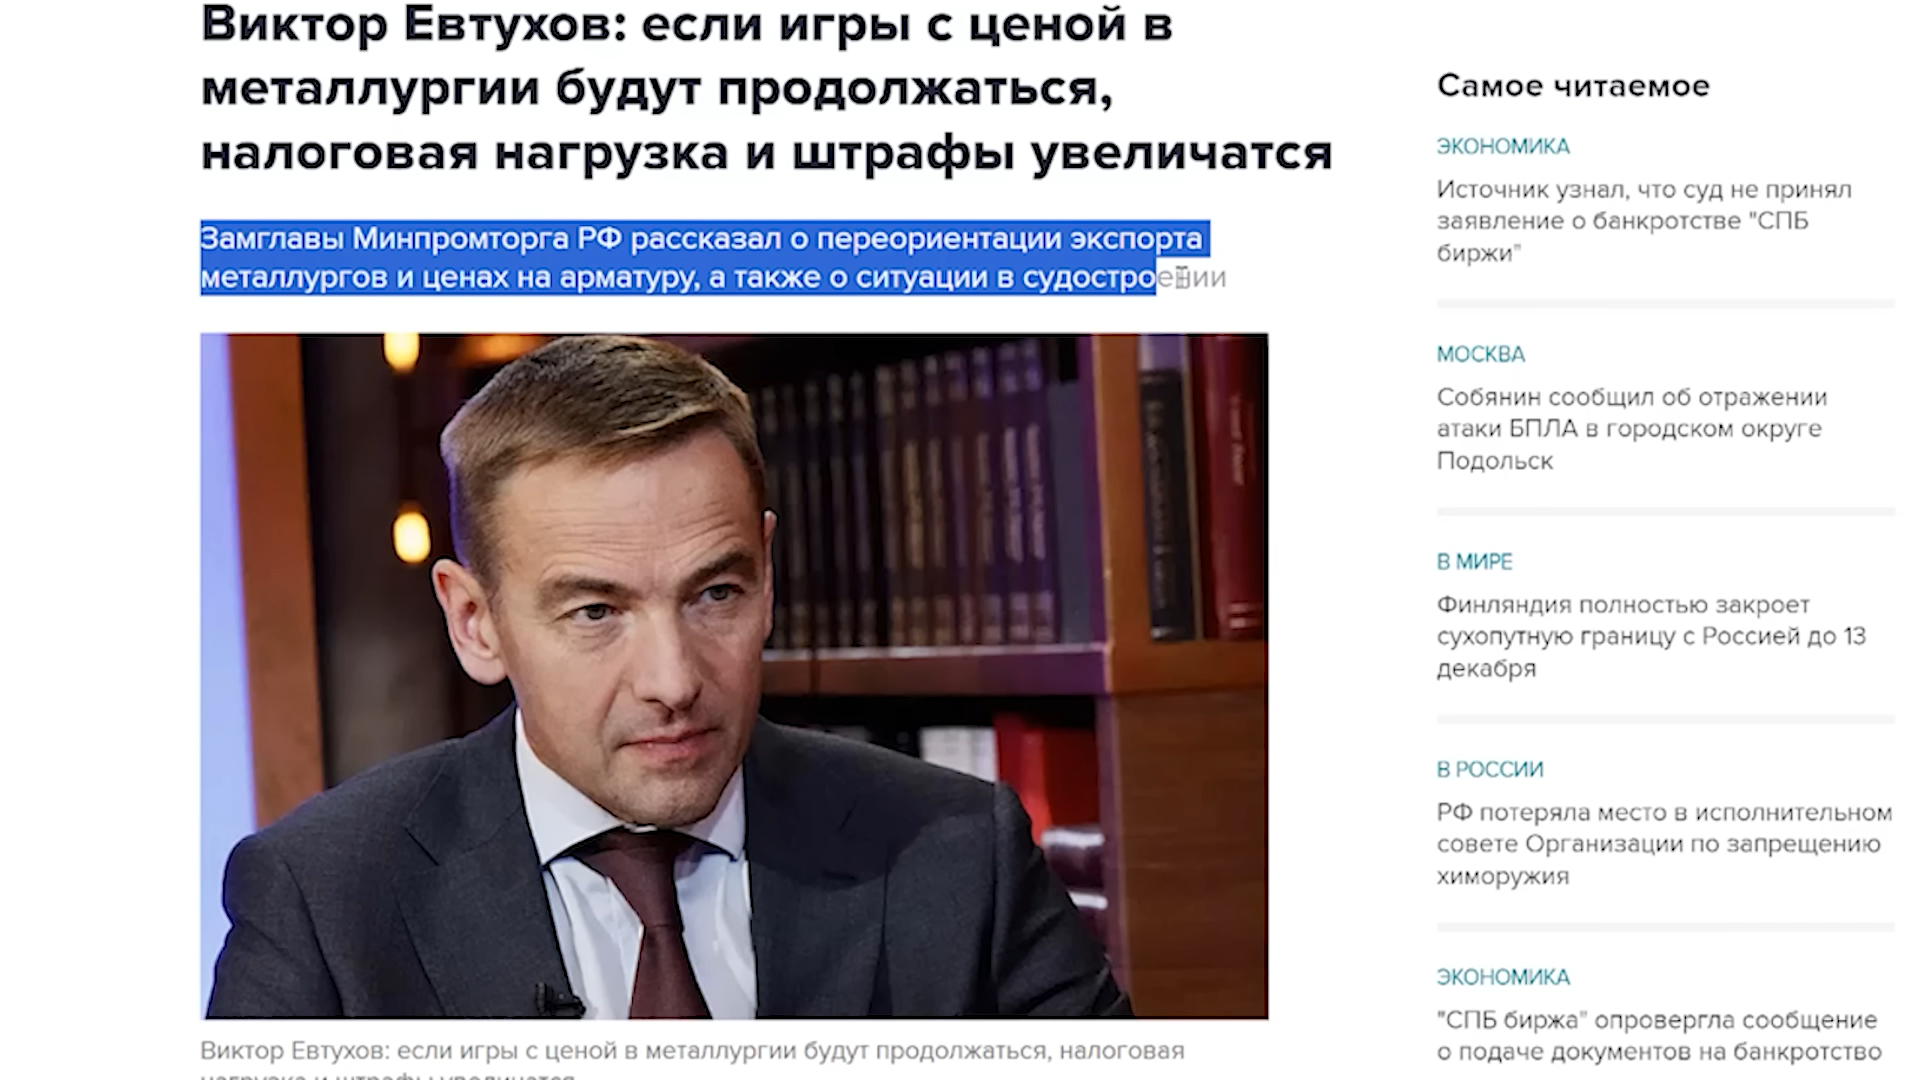 Виктор Евтухов: если игры с ценой в
металлургии будут продолжаться,
налоговая нагрузка и штрафы увеличатся
Замглавы Минпромторга РФ рассказал о переориентации экспорта
металлургов и ценах на арматуру, а также о ситуации в судостроении
Виктор Евтухов: если игры с ценой в металлургии будут продолжаться, налоговая
нагрузка и штрафы увеличатся
Самое читаемое
ЭКОНОМИКА
Источник узнал, что суд не принял
заявление о банкротстве "СПБ
биржи"
МОСКВА
Собянин сообщил об отражении
атаки БПЛА в городском округе
Подольск
В МИРЕ
Финляндия полностью закроет
сухопутную границу с Россией до 13
декабря
В РОССИИ
РФ потеряла место в исполнительном
совете Организации по запрещению
химоружия
ЭКОНОМИКА
"СПБ биржа" опровергла сообщение
о подаче документов на банкротство